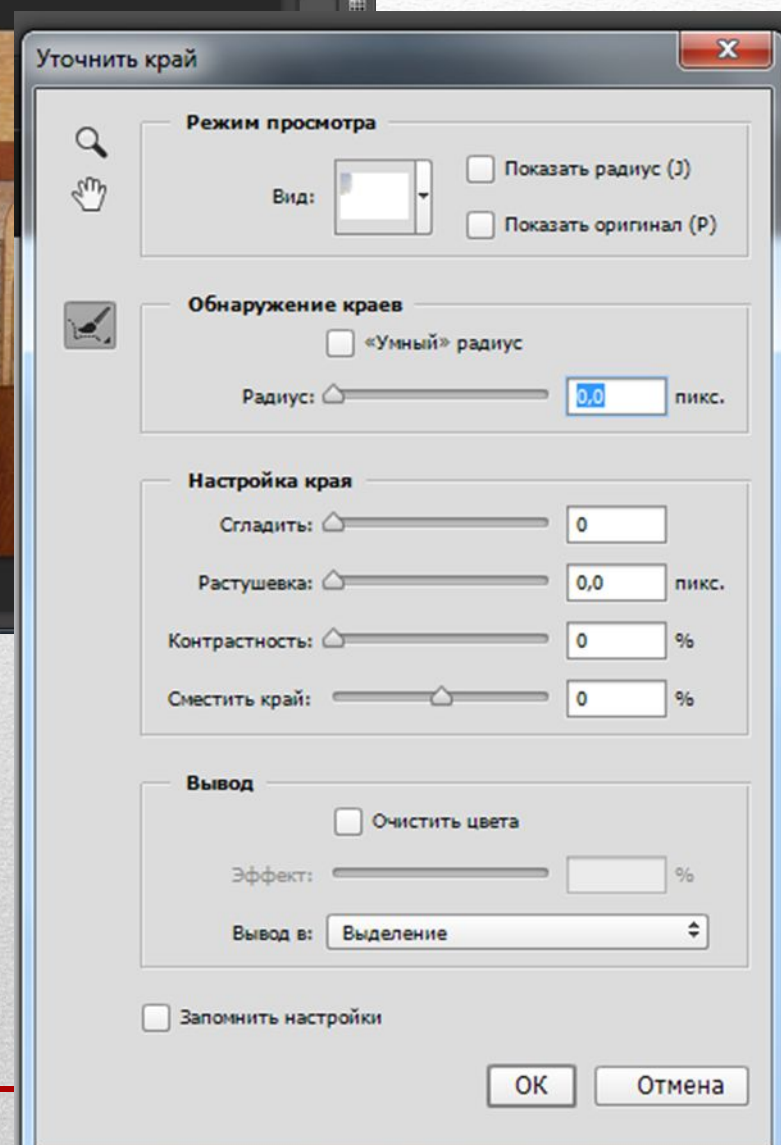 Уточнить край
Режим просмотра
Вид:
Показать радиус (J)
Показать оригинал (P)
Обнаружение краев
«Умный» радиус
Радиус: 0,0 пикс.
Настройка края
Сгладить: 0
Растушевка: 0,0 пикс.
Контрастность: 0 %
Сместить край: 0 %
Вывод
Очистить цвета
Эффект: %
Вывод в: Выделение
Запомнить настройки
ОК Отмена